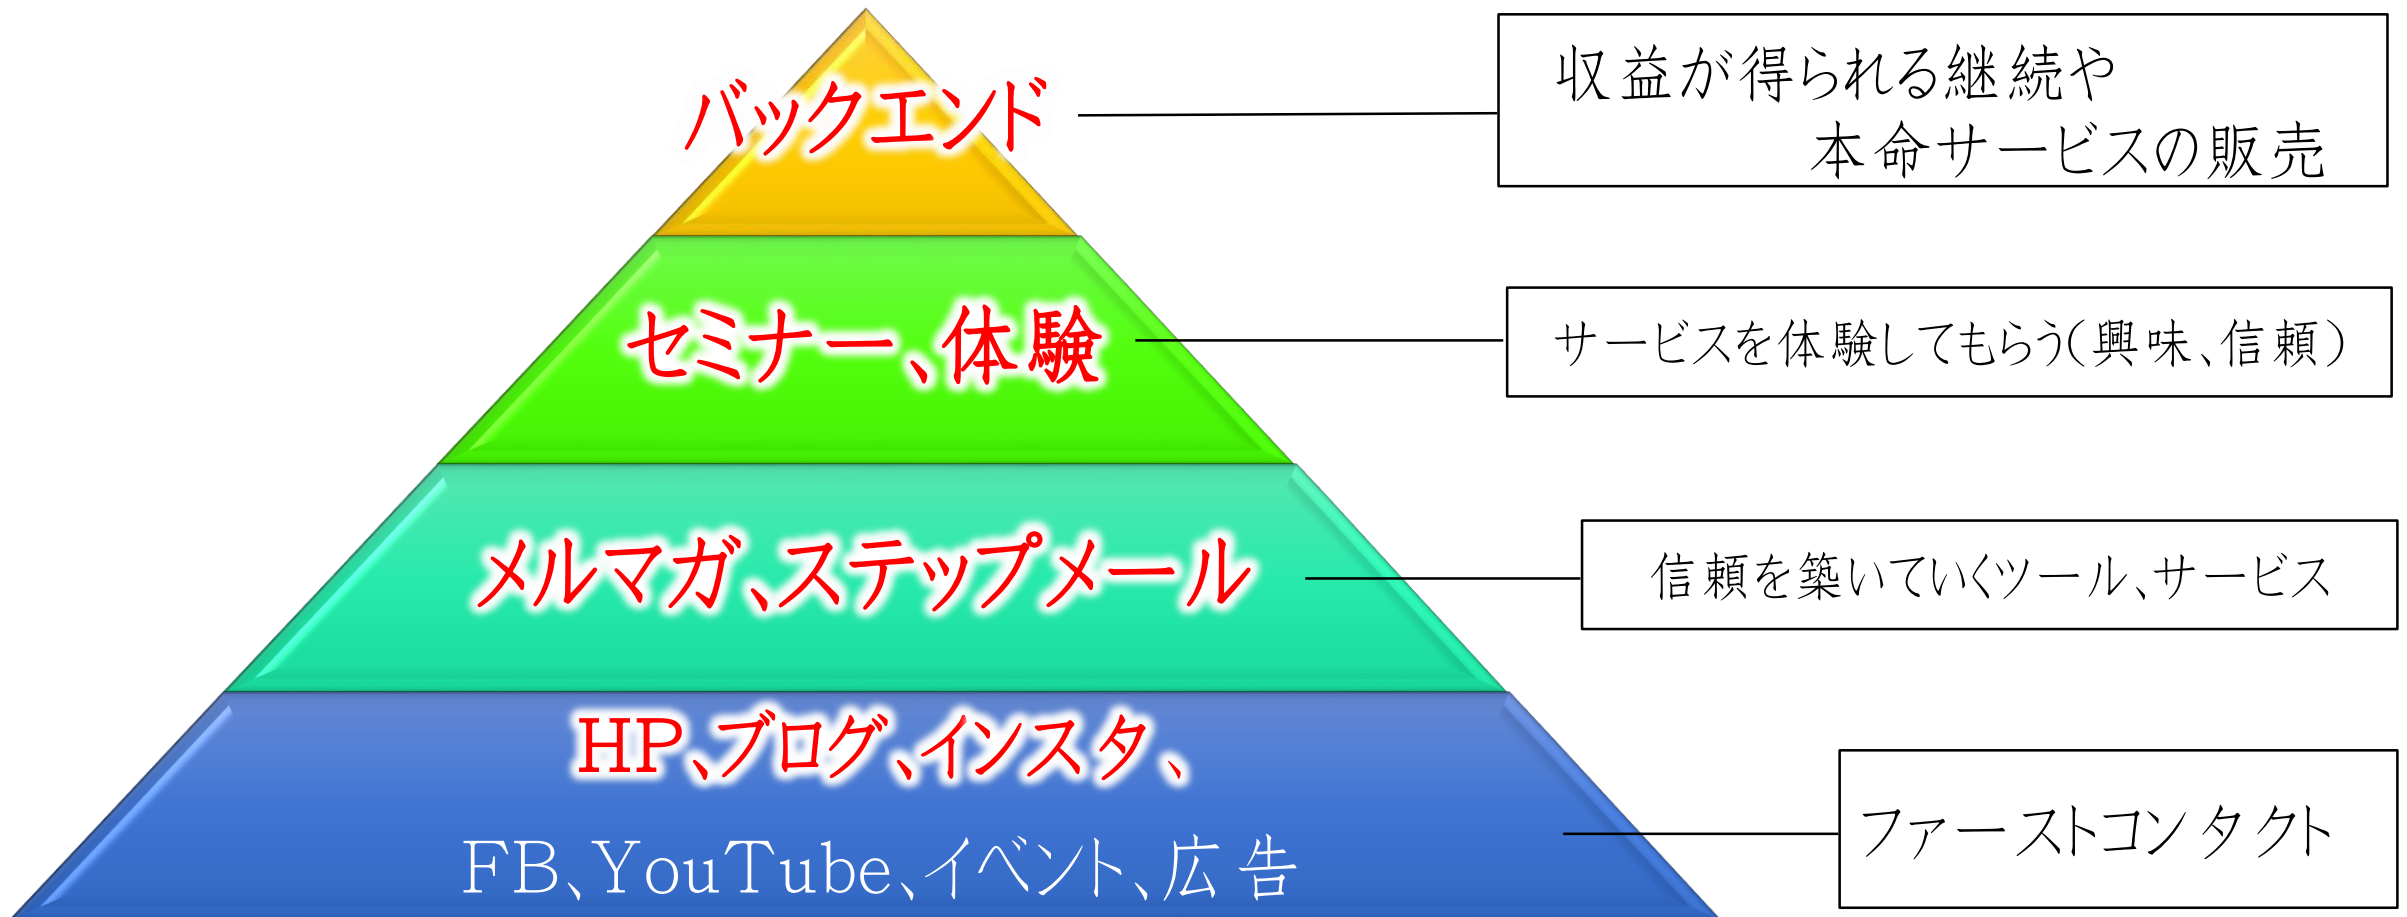 バックエンド
収益が得られる継続や
本命サービスの販売
セミナー、体験
サービスを体験してもらう(興味、信頼)
メルマガ、ステップメール
信頼を築いていくツール、サービス
HP、ブログ、インスタ、
FB、YouTube、イベント、広告
ファーストコンタクト